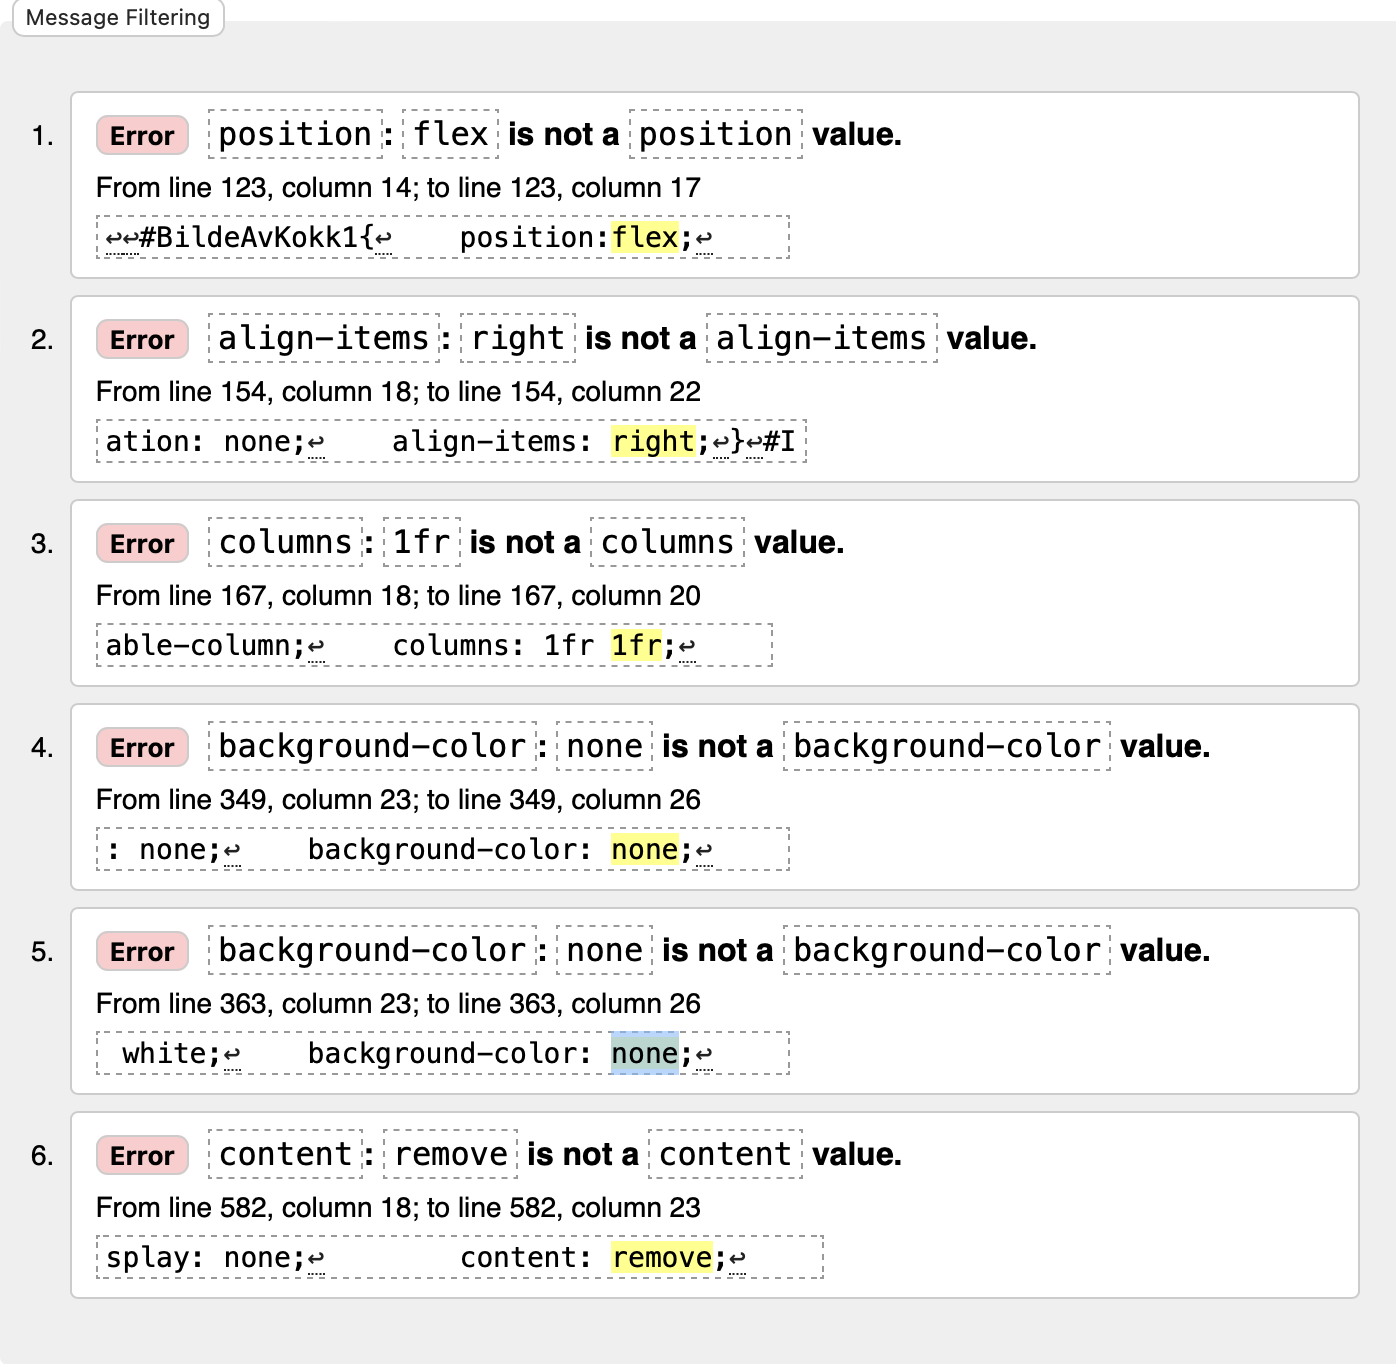 Message Filtering
1. Error position: flex is not a position value.
From line 123, column 14; to line 123, column 17
↩↩#BildeAvKokk1{↩    position:flex;↩
2. Error align-items: right is not a align-items value.
From line 154, column 18; to line 154, column 22
ation: none;↩    align-items: right;↩}↩#I
3. Error columns: 1fr is not a columns value.
From line 167, column 18; to line 167, column 20
able-column;↩    columns: 1fr 1fr;↩
4. Error background-color: none is not a background-color value.
From line 349, column 23; to line 349, column 26
: none;↩    background-color: none;↩
5. Error background-color: none is not a background-color value.
From line 363, column 23; to line 363, column 26
white;↩    background-color: none;↩
6. Error content: remove is not a content value.
From line 582, column 18; to line 582, column 23
splay: none;↩        content: remove;↩